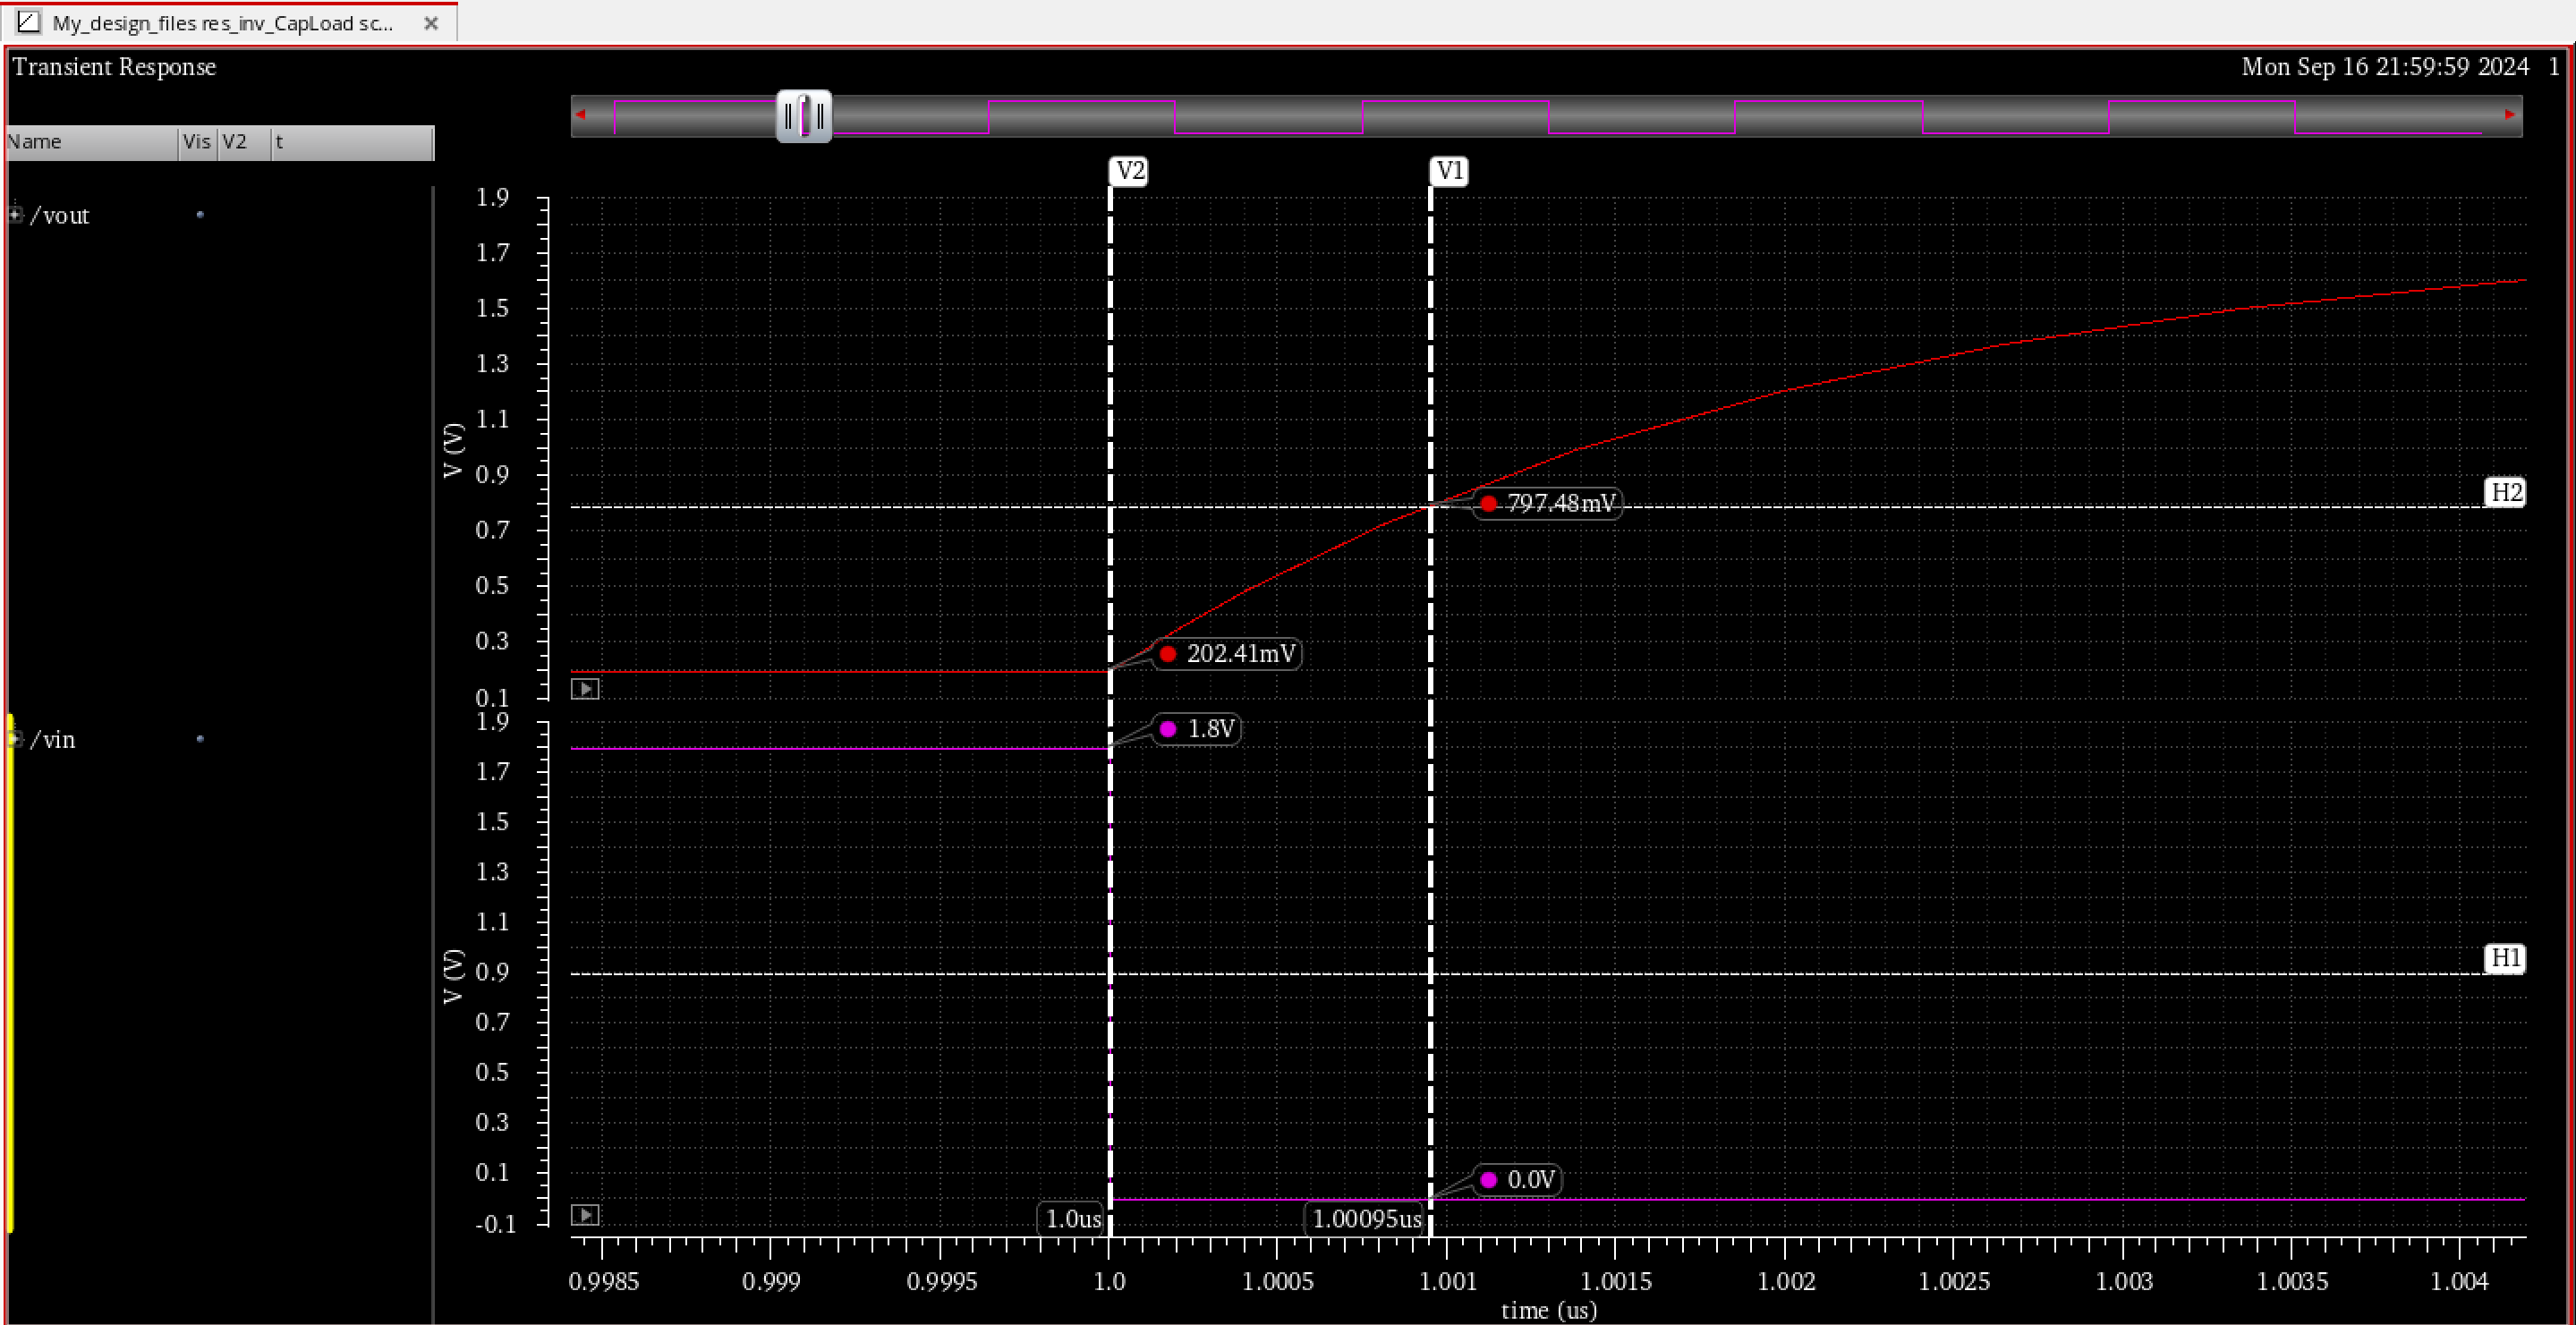 My_design_files res_inv_CapLoad sc...
Transient Response
Mon Sep 16 21:59:59 2024 1
Name Vis V2 t
V2 V1
/vout
1.9
1.7
1.5
1.3
1.1
0.9
0.7
0.5
0.3
0.1
V (V)
H2
797.48mV
202.41mV
/vin
1.9
1.7
1.5
1.3
1.1
0.9
0.7
0.5
0.3
0.1
-0.1
V (V)
1.8V
H1
0.0V
1.0us
1.00095us
0.9985 0.999 0.9995 1.0 1.0005 1.001 1.0015 1.002 1.0025 1.003 1.0035 1.004
time (us)